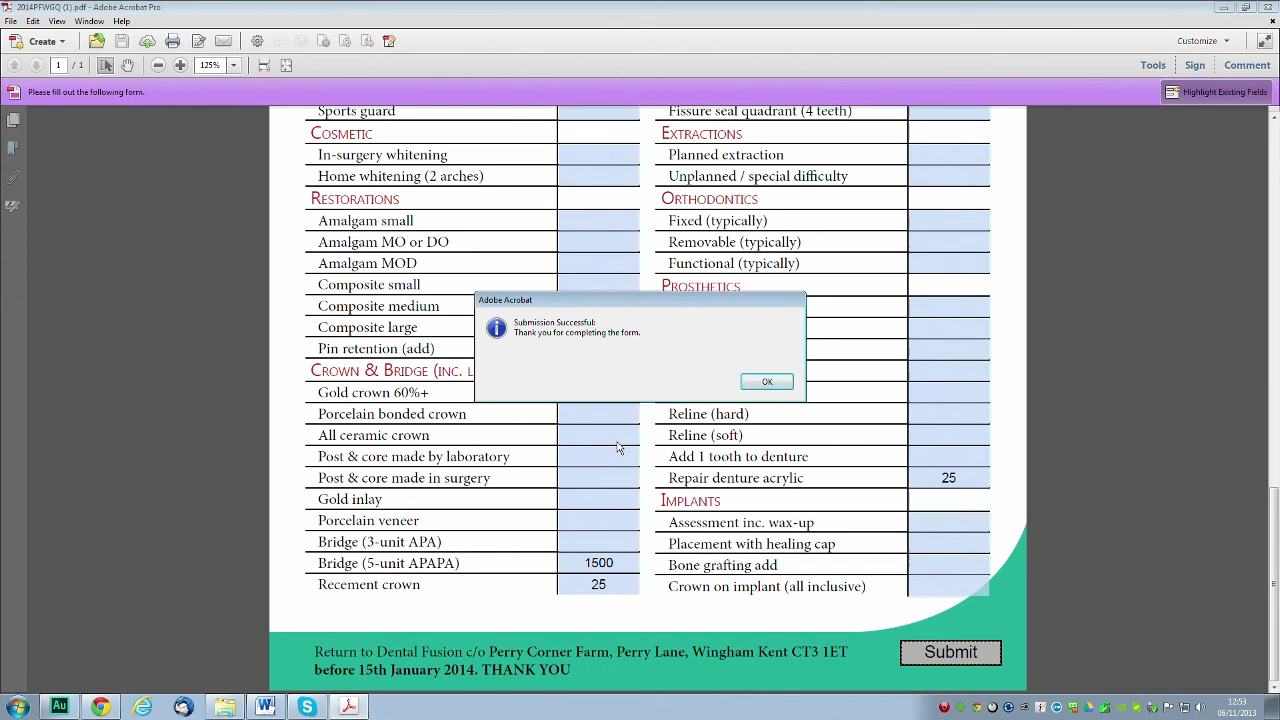 2014PFWGQ (1).pdf - Adobe Acrobat Pro
File Edit View Window Help
Create
Customize
1 / 1
125%
Tools Sign Comment
Please fill out the following form.
Highlight Existing Fields
Sports guard
COSMETIC
In-surgery whitening
Home whitening (2 arches)
RESTORATIONS
Amalgam small
Amalgam MO or DO
Amalgam MOD
Composite small
Composite medium
Composite large
Pin retention (add)
CROWN & BRIDGE (INC. L
Gold crown 60%+
Porcelain bonded crown
All ceramic crown
Post & core made by laboratory
Post & core made in surgery
Gold inlay
Porcelain veneer
Bridge (3-unit APA)
Bridge (5-unit APAPA) 1500
Recement crown 25
Fissure seal quadrant (4 teeth)
EXTRACTIONS
Planned extraction
Unplanned / special difficulty
ORTHODONTICS
Fixed (typically)
Removable (typically)
Functional (typically)
PROSTHETICS
Reline (hard)
Reline (soft)
Add 1 tooth to denture
Repair denture acrylic 25
IMPLANTS
Assessment inc. wax-up
Placement with healing cap
Bone grafting add
Crown on implant (all inclusive)
Adobe Acrobat
Submission Successful:
Thank you for completing the form.
OK
Return to Dental Fusion c/o Perry Corner Farm, Perry Lane, Wingham Kent CT3 1ET
before 15th January 2014. THANK YOU
Submit
Au
12:53
06/11/2013